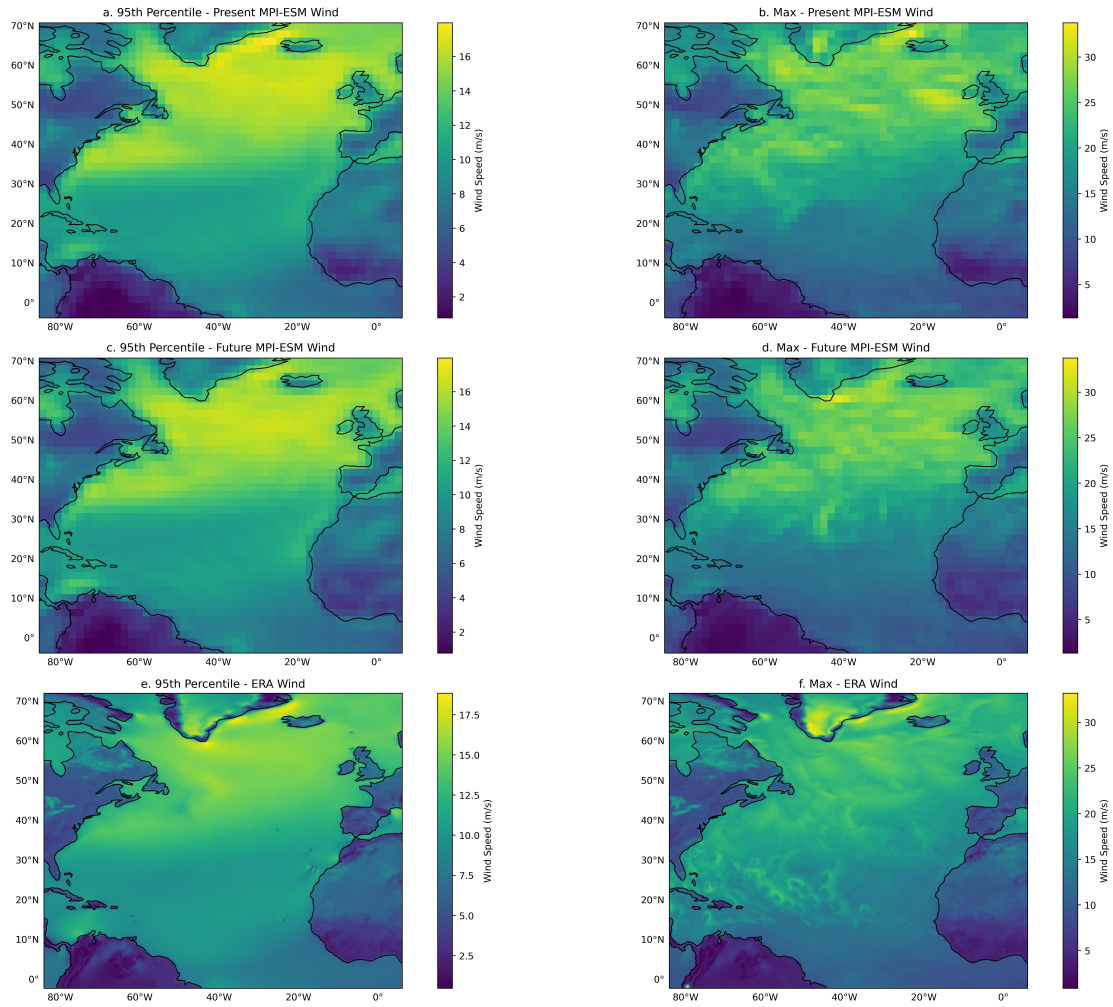 a. 95th Percentile - Present MPI-ESM Wind
70°N
60°N
50°N
40°N
30°N
20°N
10°N
0°
80°W 60°W 40°W 20°W 0°
16
14
12
10
8
6
4
2
Wind Speed (m/s)
b. Max - Present MPI-ESM Wind
70°N
60°N
50°N
40°N
30°N
20°N
10°N
0°
80°W 60°W 40°W 20°W 0°
30
25
20
15
10
5
Wind Speed (m/s)
c. 95th Percentile - Future MPI-ESM Wind
70°N
60°N
50°N
40°N
30°N
20°N
10°N
0°
80°W 60°W 40°W 20°W 0°
16
14
12
10
8
6
4
2
Wind Speed (m/s)
d. Max - Future MPI-ESM Wind
70°N
60°N
50°N
40°N
30°N
20°N
10°N
0°
80°W 60°W 40°W 20°W 0°
30
25
20
15
10
5
Wind Speed (m/s)
e. 95th Percentile - ERA Wind
70°N
60°N
50°N
40°N
30°N
20°N
10°N
0°
80°W 60°W 40°W 20°W 0°
17.5
15.0
12.5
10.0
7.5
5.0
2.5
Wind Speed (m/s)
f. Max - ERA Wind
70°N
60°N
50°N
40°N
30°N
20°N
10°N
0°
80°W 60°W 40°W 20°W 0°
30
25
20
15
10
5
Wind Speed (m/s)